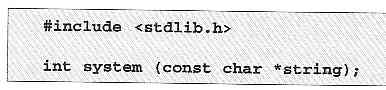 #include <stdlib.h>
int system (const char *string);